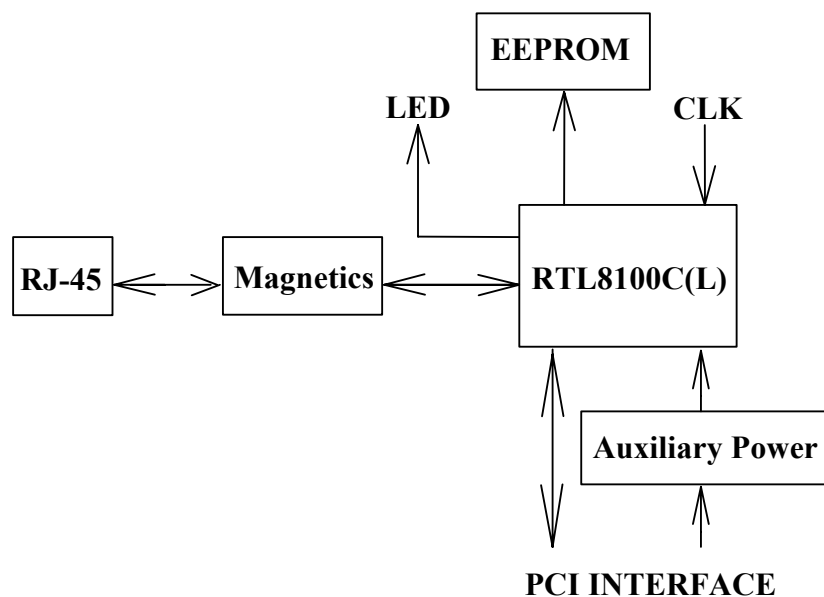 EEPROM
LED
CLK
RJ-45
Magnetics
RTL8100C(L)
Auxiliary Power
PCI INTERFACE